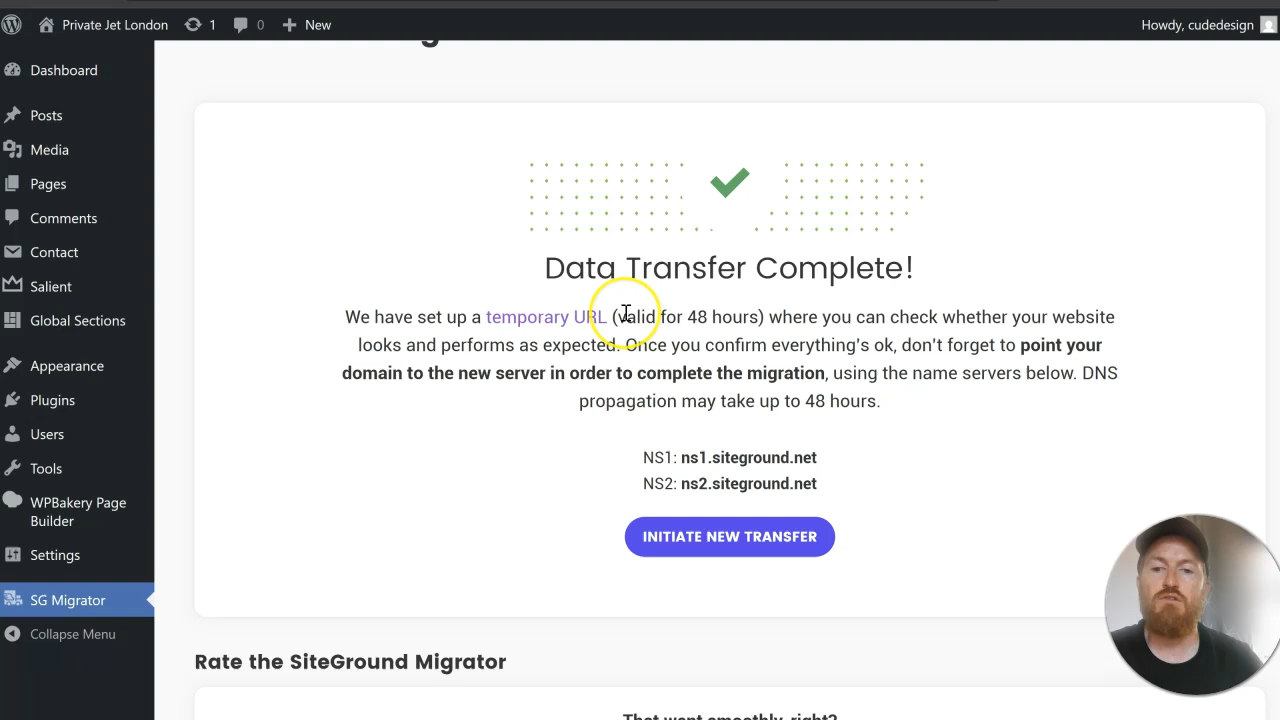 Private Jet London 1 0 New Howdy, cudedesign
Dashboard
Posts
Media
Pages
Comments
Contact
Salient
Global Sections
Appearance
Plugins
Users
Tools
WPBakery Page
Builder
Settings
SG Migrator
Collapse Menu
Data Transfer Complete!
We have set up a temporary URL (valid for 48 hours) where you can check whether your website
looks and performs as expected. Once you confirm everything's ok, don't forget to point your
domain to the new server in order to complete the migration, using the name servers below. DNS
propagation may take up to 48 hours.
NS1: ns1.siteground.net
NS2: ns2.siteground.net
INITIATE NEW TRANSFER
Rate the SiteGround Migrator
That went smoothly, right?